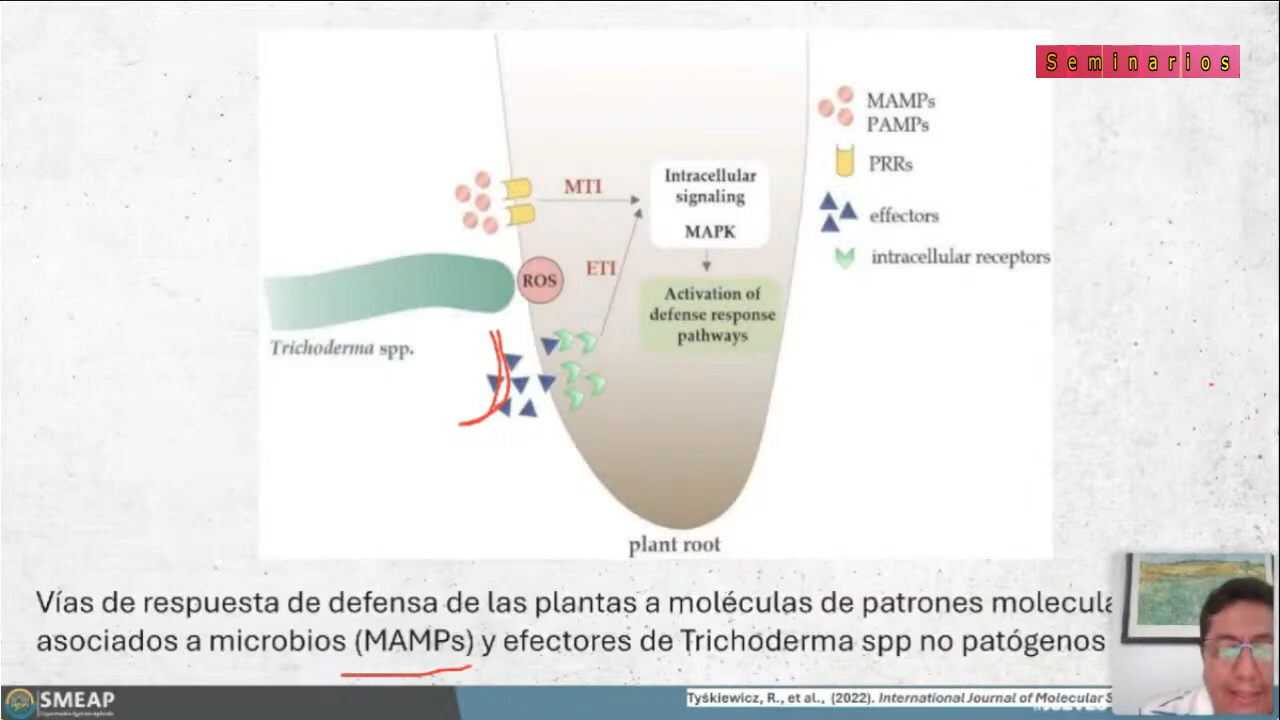 Seminarios
MAMPs
PAMPs
PRRs
effectors
intracellular receptors
MTI
Intracellular
signaling
MAPK
ROS
ETI
Activation of
defense response
pathways
Trichoderma spp.
plant root
Vías de respuesta de defensa de las plantas a moléculas de patrones
asociados a microbios (MAMPs) y efectores de Trichoderma spp no patógenos
SMEAP
Tyśkiewicz, R., et al., (2022). International Journal of Molecular